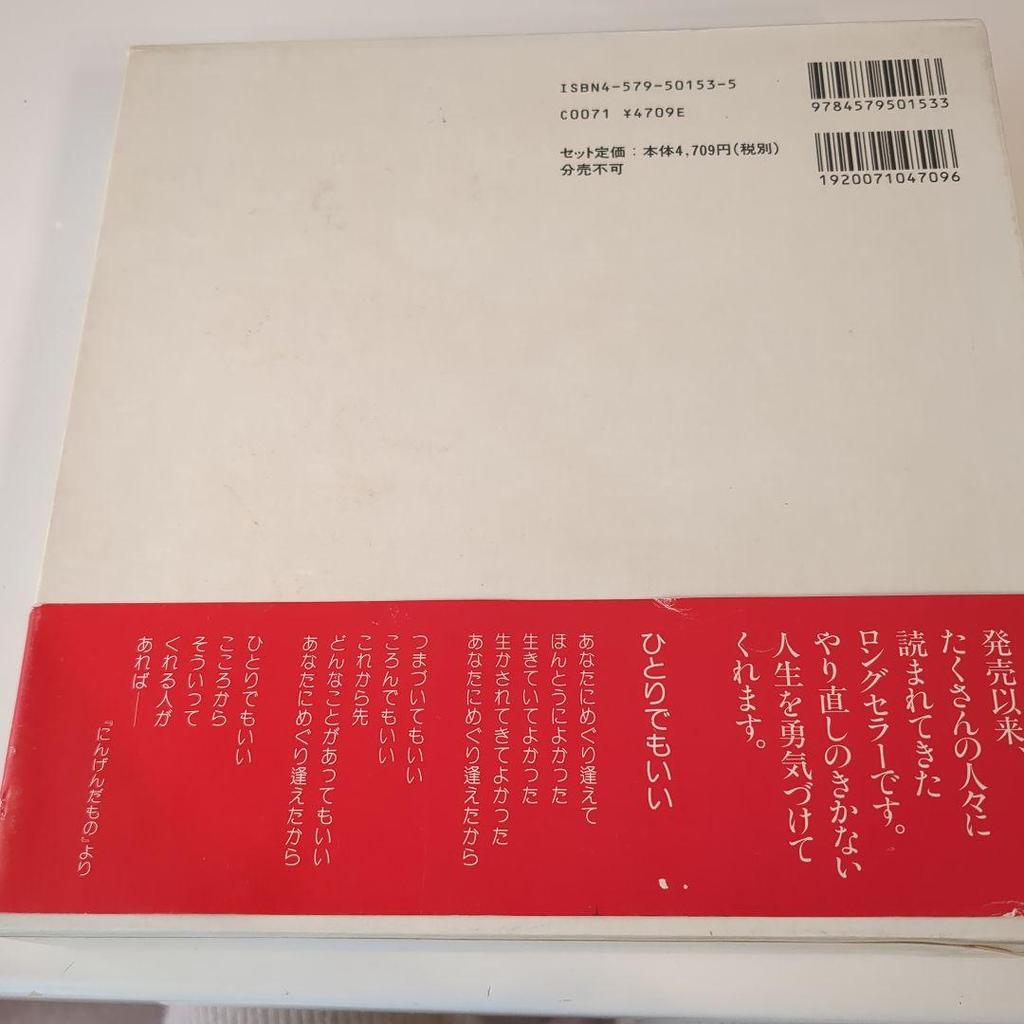 ISBN4-579-50153-5
C0071 ¥4709E
セット定価：本体4,709円(税別)
分売不可
9784579501533
1920071047096
発売以来、
たくさんの人々に
読まれてきた
ロングセラーです。
やり直しのきかない
人生を勇気づけて
くれます。
ひとりでもいい
あなたにめぐり逢えて
ほんとうによかった
生きていてよかった
生かされてきてよかった
あなたにめぐり逢えたから
つまづいてもいい
ころんでもいい
これから先
どんなことがあってもいい
あなたにめぐり逢えたから
ひとりでもいい
こころから
そういって
くれる人が
あれば──
『にんげんだもの』より